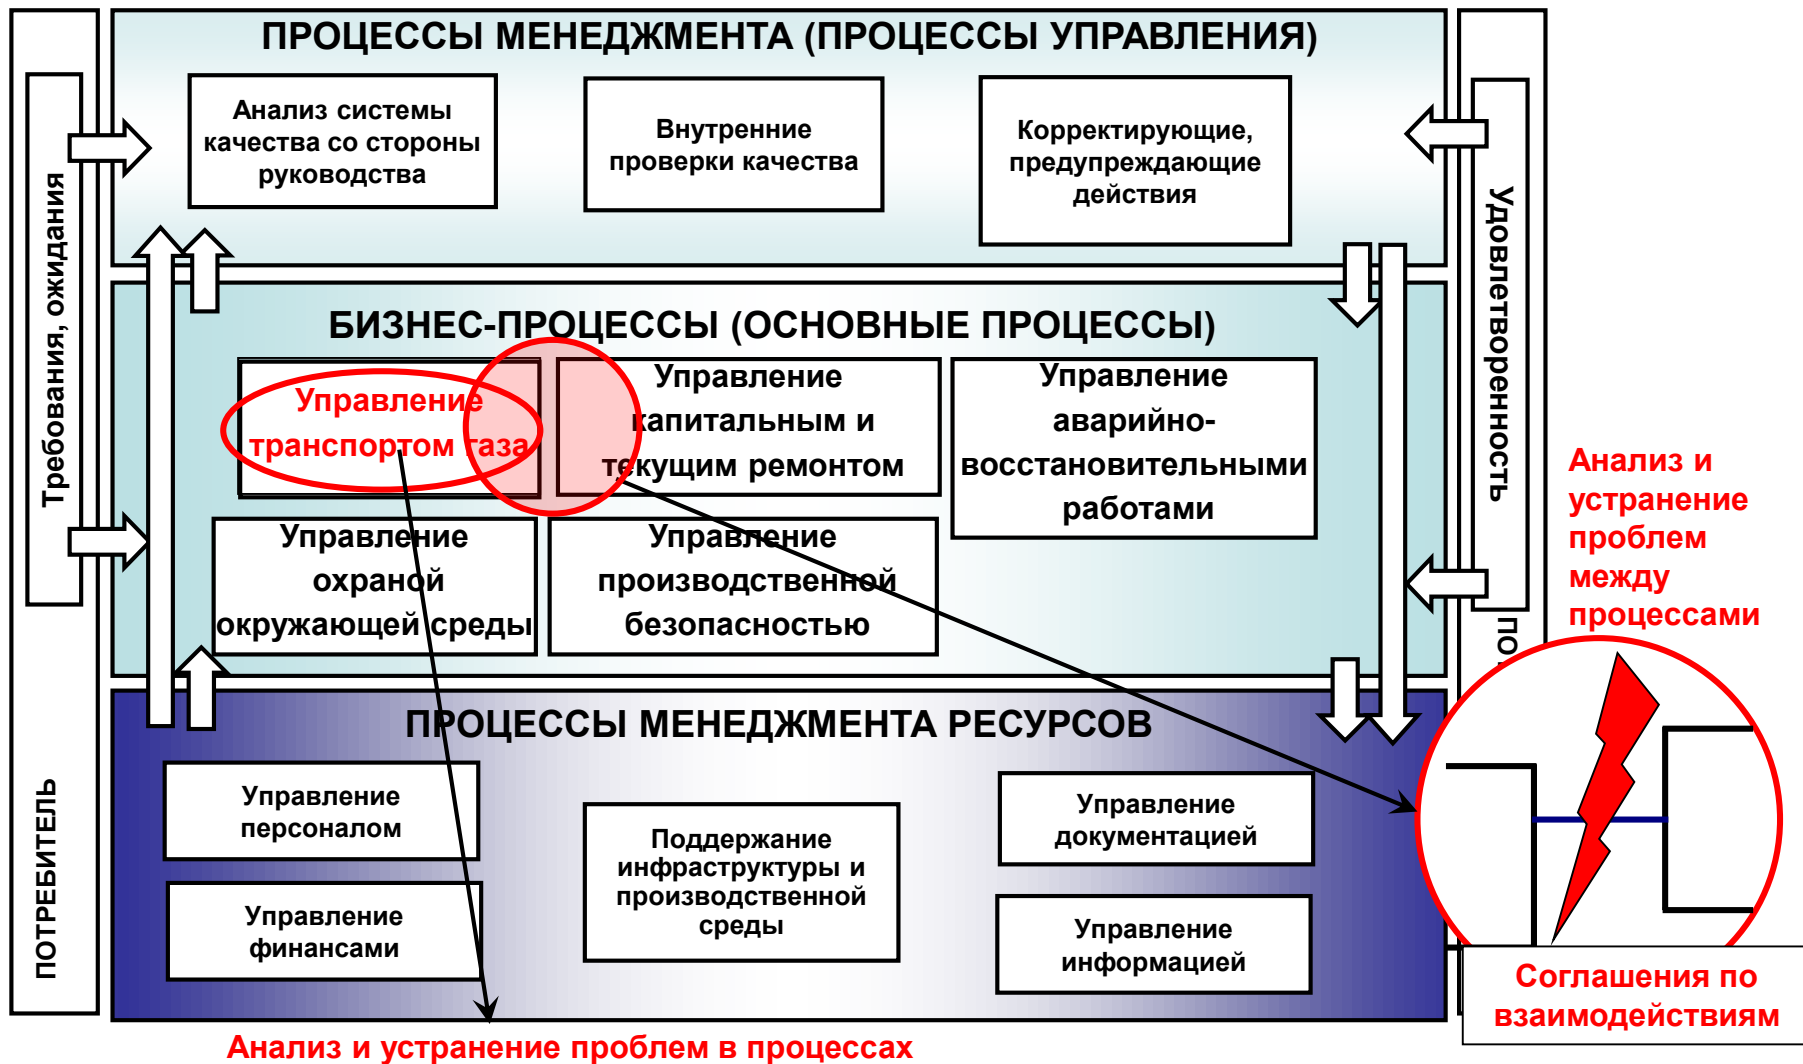 ПРОЦЕССЫ МЕНЕДЖМЕНТА (ПРОЦЕССЫ УПРАВЛЕНИЯ)
Анализ системы
качества со стороны
руководства
Внутренние
проверки качества
Корректирующие,
предупреждающие
действия
Требования, ожидания
ПОТРЕБИТЕЛЬ
Удовлетворенность
ПО
БИЗНЕС-ПРОЦЕССЫ (ОСНОВНЫЕ ПРОЦЕССЫ)
Управление
транспортом газа
Управление
капитальным и
текущим ремонтом
Управление
аварийно-
восстановительными
работами
Управление
охраной
окружающей среды
Управление
производственной
безопасностью
Анализ и
устранение
проблем
между
процессами
ПРОЦЕССЫ МЕНЕДЖМЕНТА РЕСУРСОВ
Управление
персоналом
Управление
финансами
Поддержание
инфраструктуры и
производственной
среды
Управление
документацией
Управление
информацией
Соглашения по
взаимодействиям
Анализ и устранение проблем в процессах